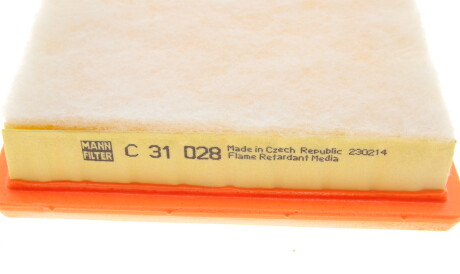 MANN
FILTER
C 31 028
Made in Czech Republic 230214
Flame Retardant Media